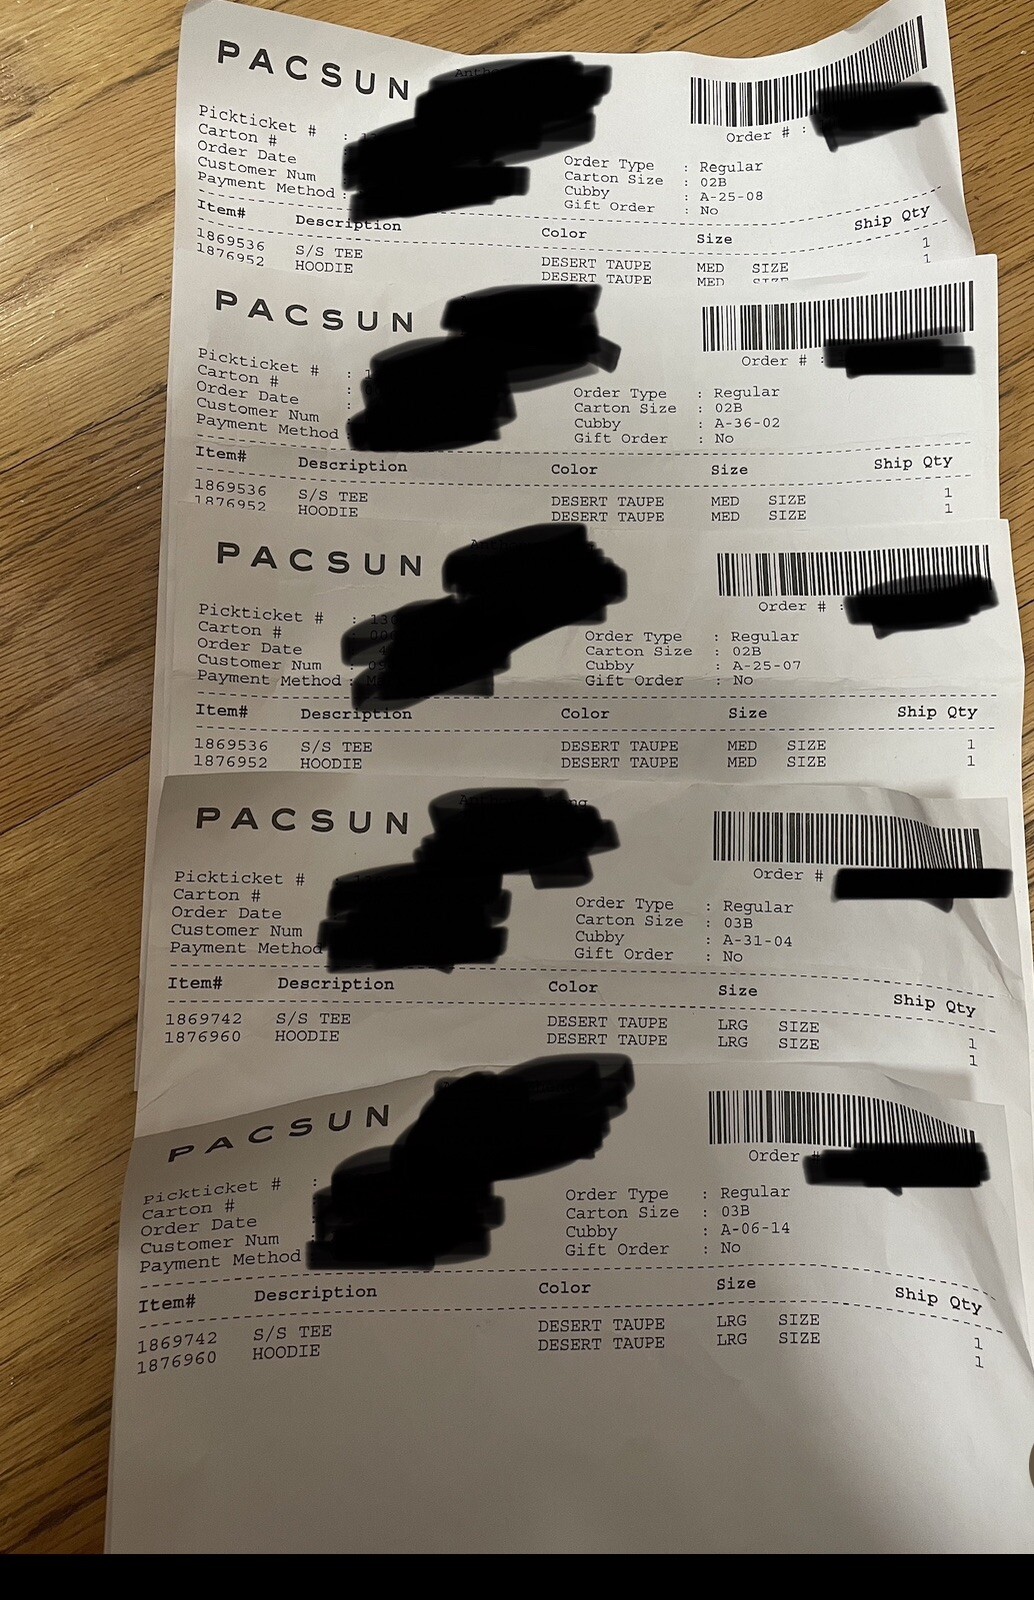 PACSUN
Order # :
Pickticket # :
Carton #
Order Date
Customer Num
Payment Method :
Order Type : Regular
Carton Size : 02B
Cubby : A-25-08
Gift Order : No
Item# Description Color Size Ship Qty
1869536 S/S TEE DESERT TAUPE MED SIZE 1
1876952 HOODIE DESERT TAUPE MED SIZE 1
PACSUN
Order # :
Pickticket # :
Carton # :
Order Date :
Customer Num
Payment Method
Order Type : Regular
Carton Size : 02B
Cubby : A-36-02
Gift Order : No
Item# Description Color Size Ship Qty
1869536 S/S TEE DESERT TAUPE MED SIZE 1
1876952 HOODIE DESERT TAUPE MED SIZE 1
PACSUN
Order # :
Pickticket # : 130
Carton #
Order Date
Customer Num :
Payment Method : M
Order Type : Regular
Carton Size : 02B
Cubby : A-25-07
Gift Order : No
Item# Description Color Size Ship Qty
1869536 S/S TEE DESERT TAUPE MED SIZE 1
1876952 HOODIE DESERT TAUPE MED SIZE 1
PACSUN
Order #
Pickticket # :
Carton #
Order Date
Customer Num
Payment Method
Order Type : Regular
Carton Size : 03B
Cubby : A-31-04
Gift Order : No
Item# Description Color Size Ship Qty
1869742 S/S TEE DESERT TAUPE LRG SIZE 1
1876960 HOODIE DESERT TAUPE LRG SIZE 1
PACSUN
Order #
Pickticket # :
Carton # :
Order Date :
Customer Num :
Payment Method
Order Type : Regular
Carton Size : 03B
Cubby : A-06-14
Gift Order : No
Item# Description Color Size Ship Qty
1869742 S/S TEE DESERT TAUPE LRG SIZE 1
1876960 HOODIE DESERT TAUPE LRG SIZE 1